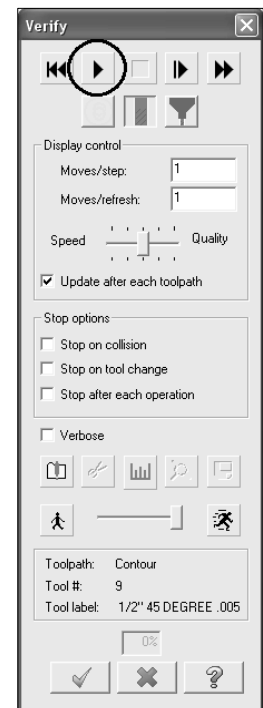 Verify
Display control
Moves/step: 1
Moves/refresh: 1
Speed Quality
Update after each toolpath
Stop options
Stop on collision
Stop on tool change
Stop after each operation
Verbose
Toolpath: Contour
Tool #: 9
Tool label: 1/2" 45 DEGREE .005
0%